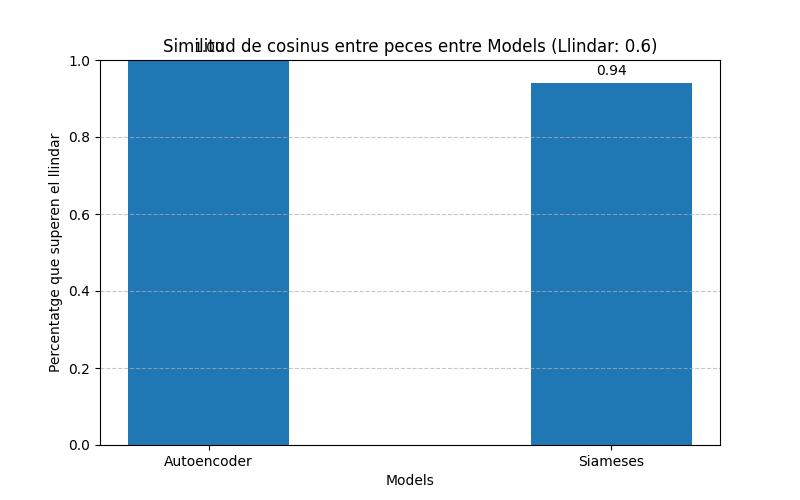 Similitud de cosinus entre peces entre Models (Llindar: 0.6)
1.00
0.94
1.0
0.8
0.6
0.4
0.2
0.0
Percentatge que superen el llindar
Autoencoder
Siameses
Models